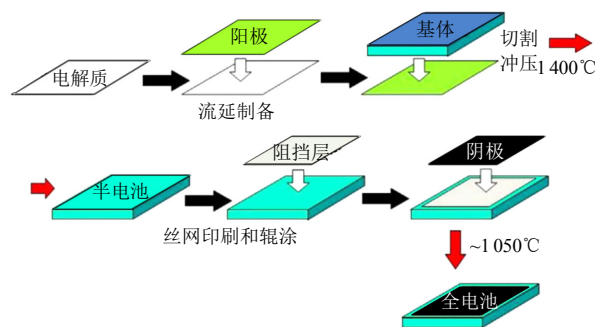 阳极
基体
切割
冲压
1 400℃
电解质
流延制备
阻挡层
阴极
半电池
丝网印刷和辊涂
~1 050℃
全电池